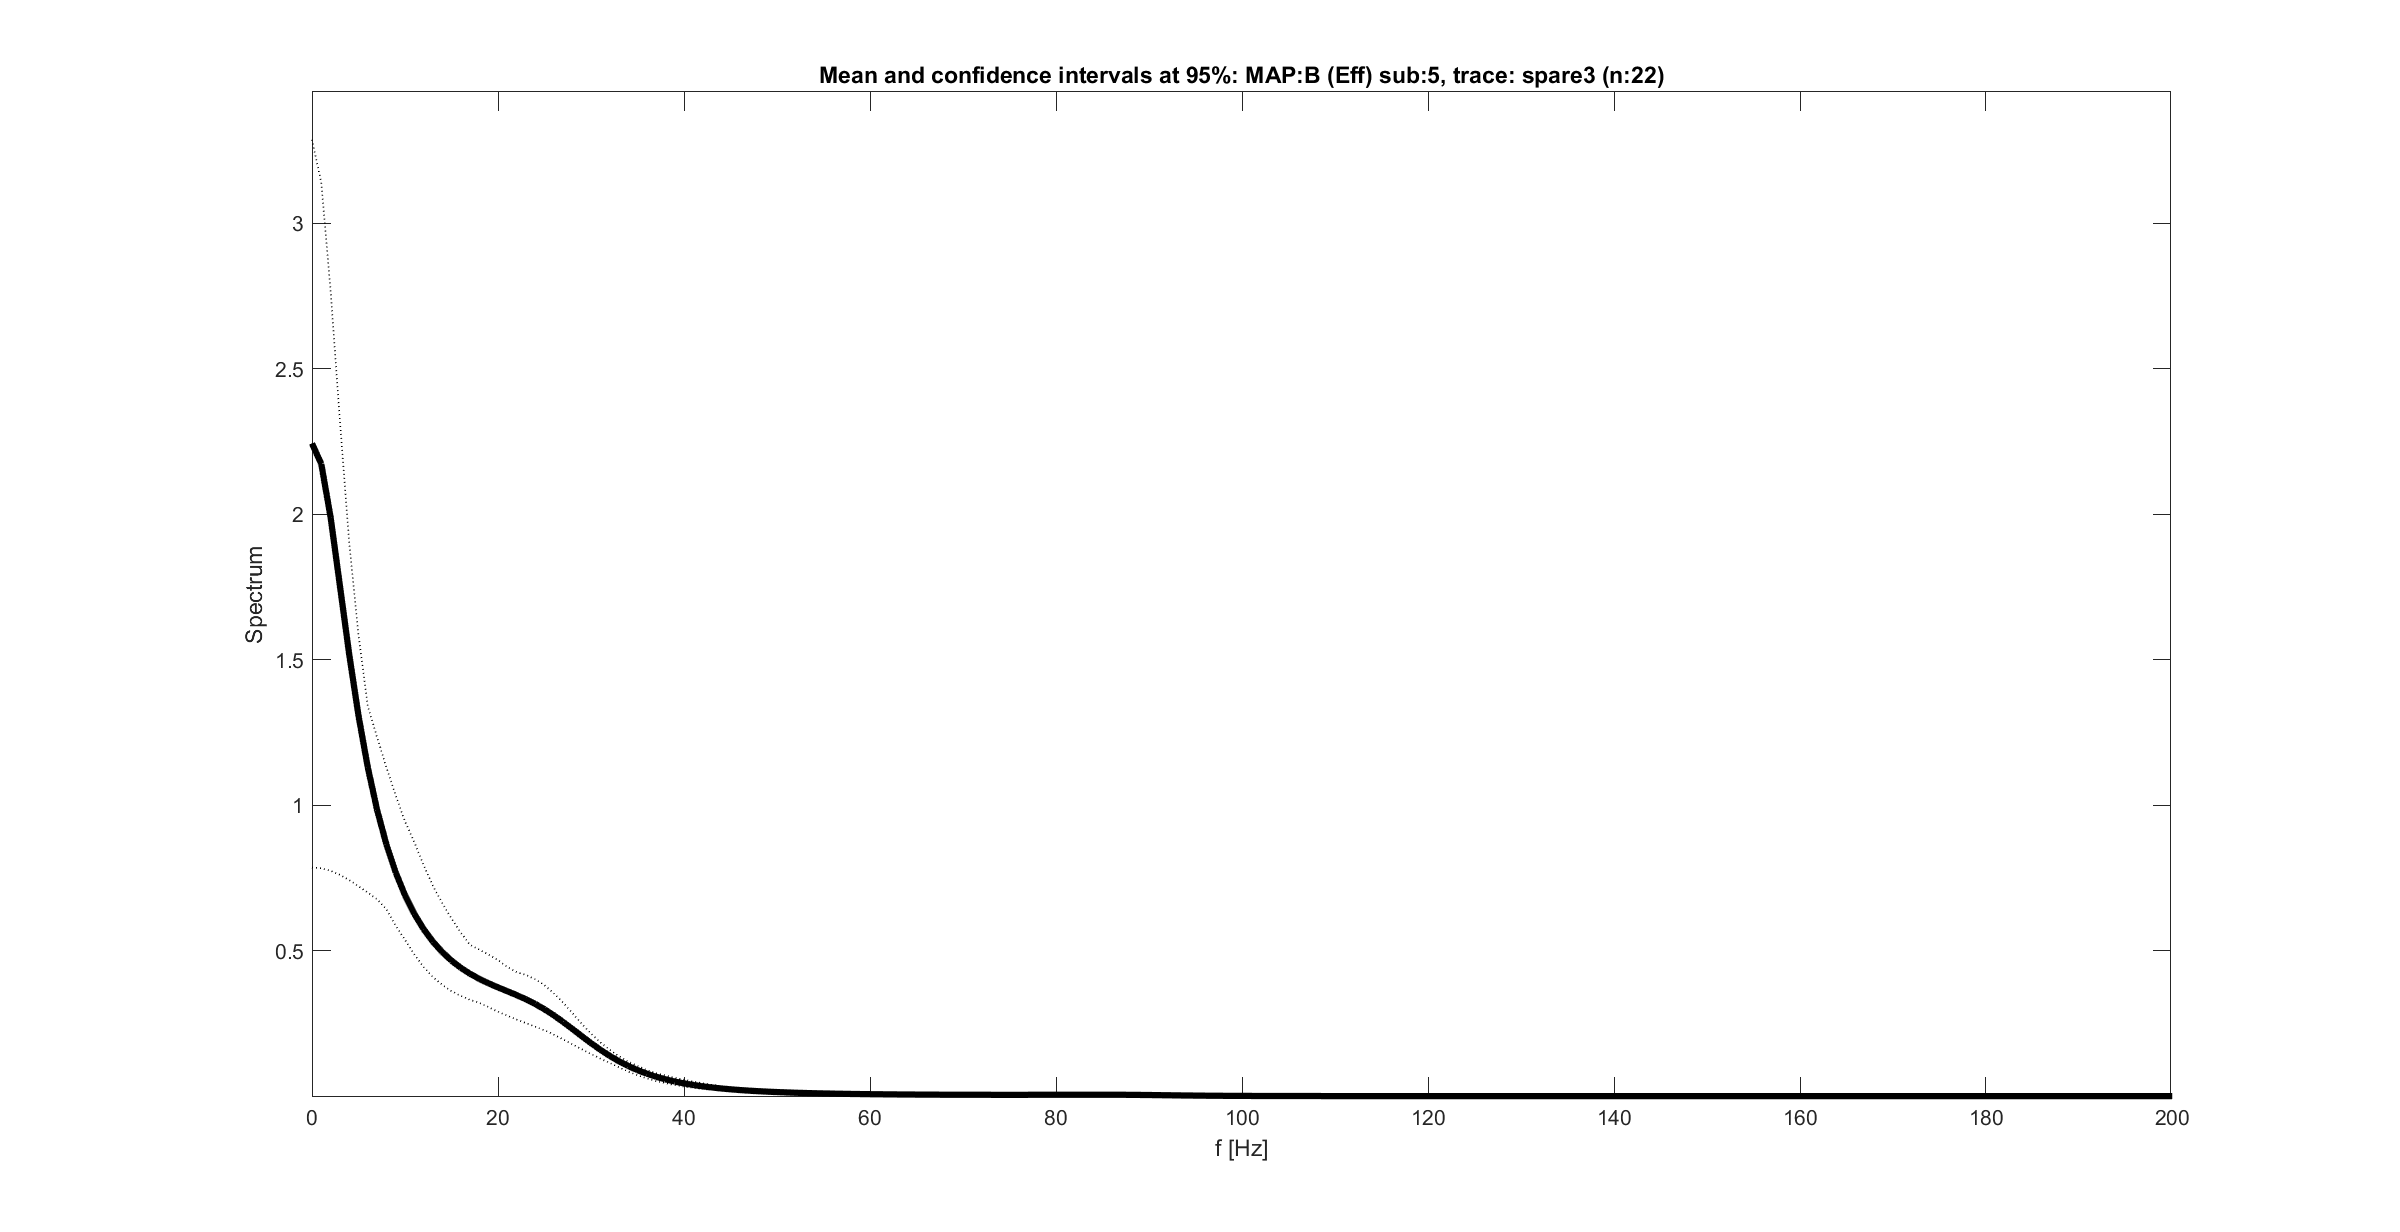 Mean and confidence intervals at 95%: MAP:B (Eff) sub:5, trace: spare3 (n:22)
3
2.5
2
1.5
1
0.5
Spectrum
0 20 40 60 80 100 120 140 160 180 200
f [Hz]